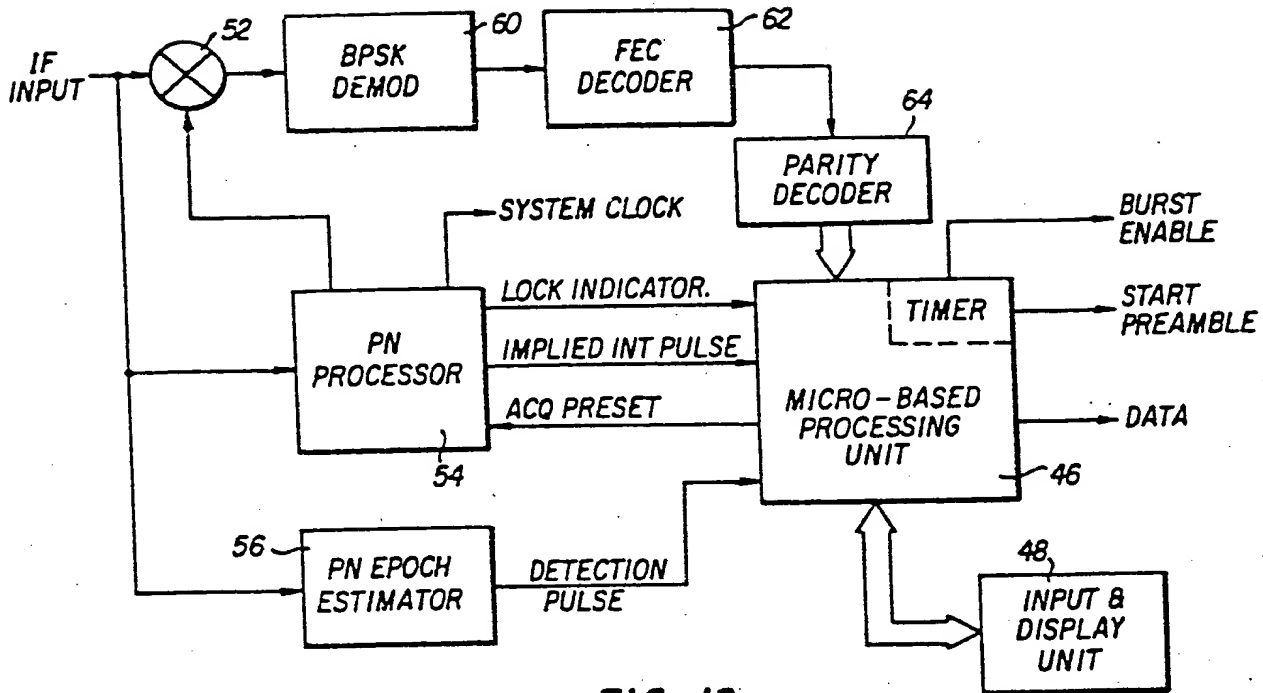 52
60
62
IF
INPUT
BPSK
DEMOD
FEC
DECODER
64
PARITY
DECODER
SYSTEM CLOCK
BURST
ENABLE
LOCK INDICATOR.
TIMER
START
PREAMBLE
PN
PROCESSOR
IMPLIED INT PULSE
MICRO-BASED
PROCESSING
UNIT
ACQ PRESET
DATA
54
46
56
PN EPOCH
ESTIMATOR
DETECTION
PULSE
48
INPUT &
DISPLAY
UNIT